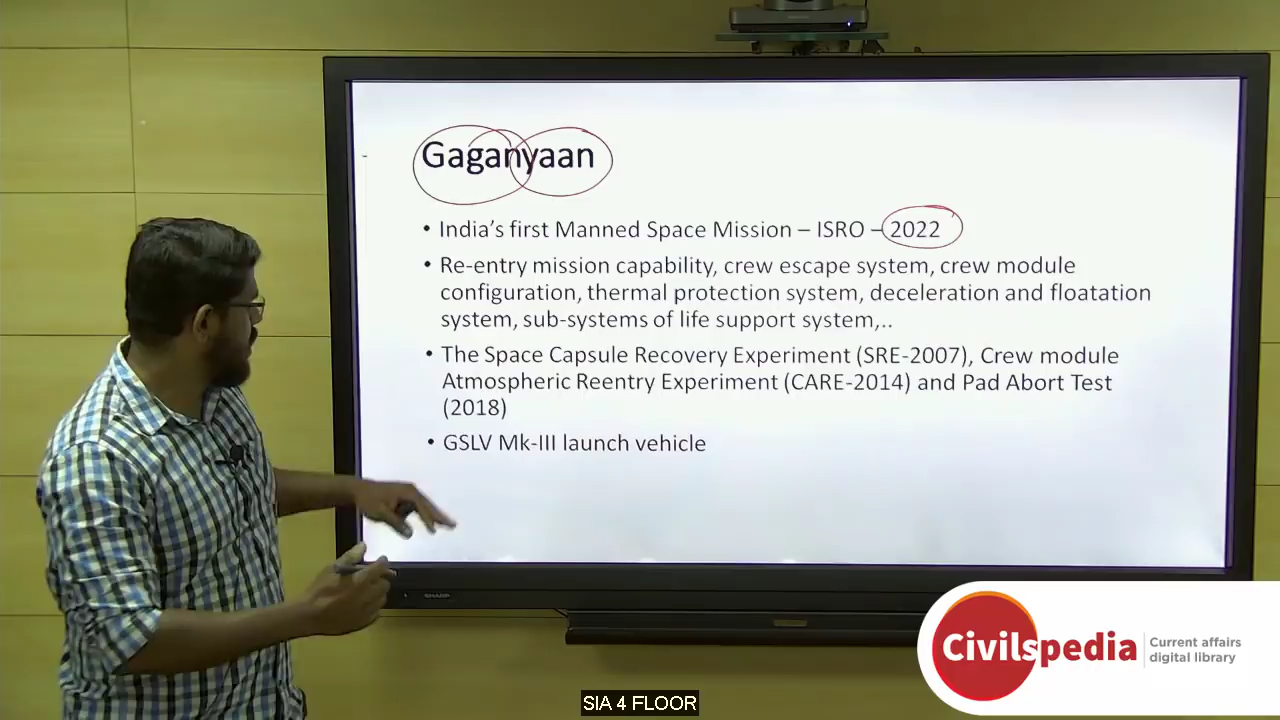 Gaganyaan
• India's first Manned Space Mission – ISRO – 2022
• Re-entry mission capability, crew escape system, crew module
configuration, thermal protection system, deceleration and floatation
system, sub-systems of life support system,..
• The Space Capsule Recovery Experiment (SRE-2007), Crew module
Atmospheric Reentry Experiment (CARE-2014) and Pad Abort Test
(2018)
• GSLV Mk-III launch vehicle
SHARP
Civilspedia
Current affairs
digital library
SIA 4 FLOOR